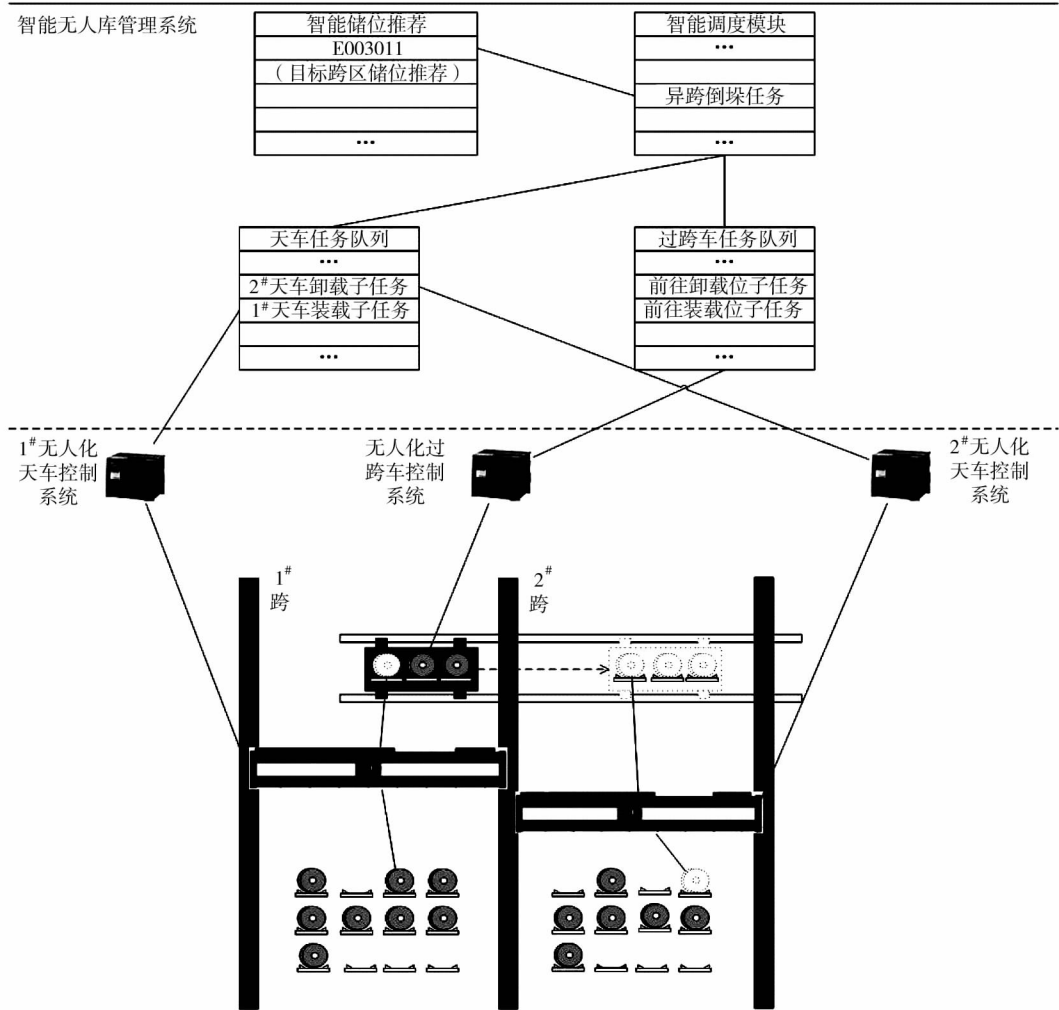 智能无人库管理系统
智能储位推荐
E003011
（目标跨区储位推荐）
…
智能调度模块
…
异跨倒垛任务
…
天车任务队列
…
2#天车卸载子任务
1#天车装载子任务
…
过跨车任务队列
…
前往卸载位子任务
前往装载位子任务
…
1#无人化
天车控制
系统
无人化过
跨车控制
系统
2#无人化
天车控制
系统
1#
跨
2#
跨